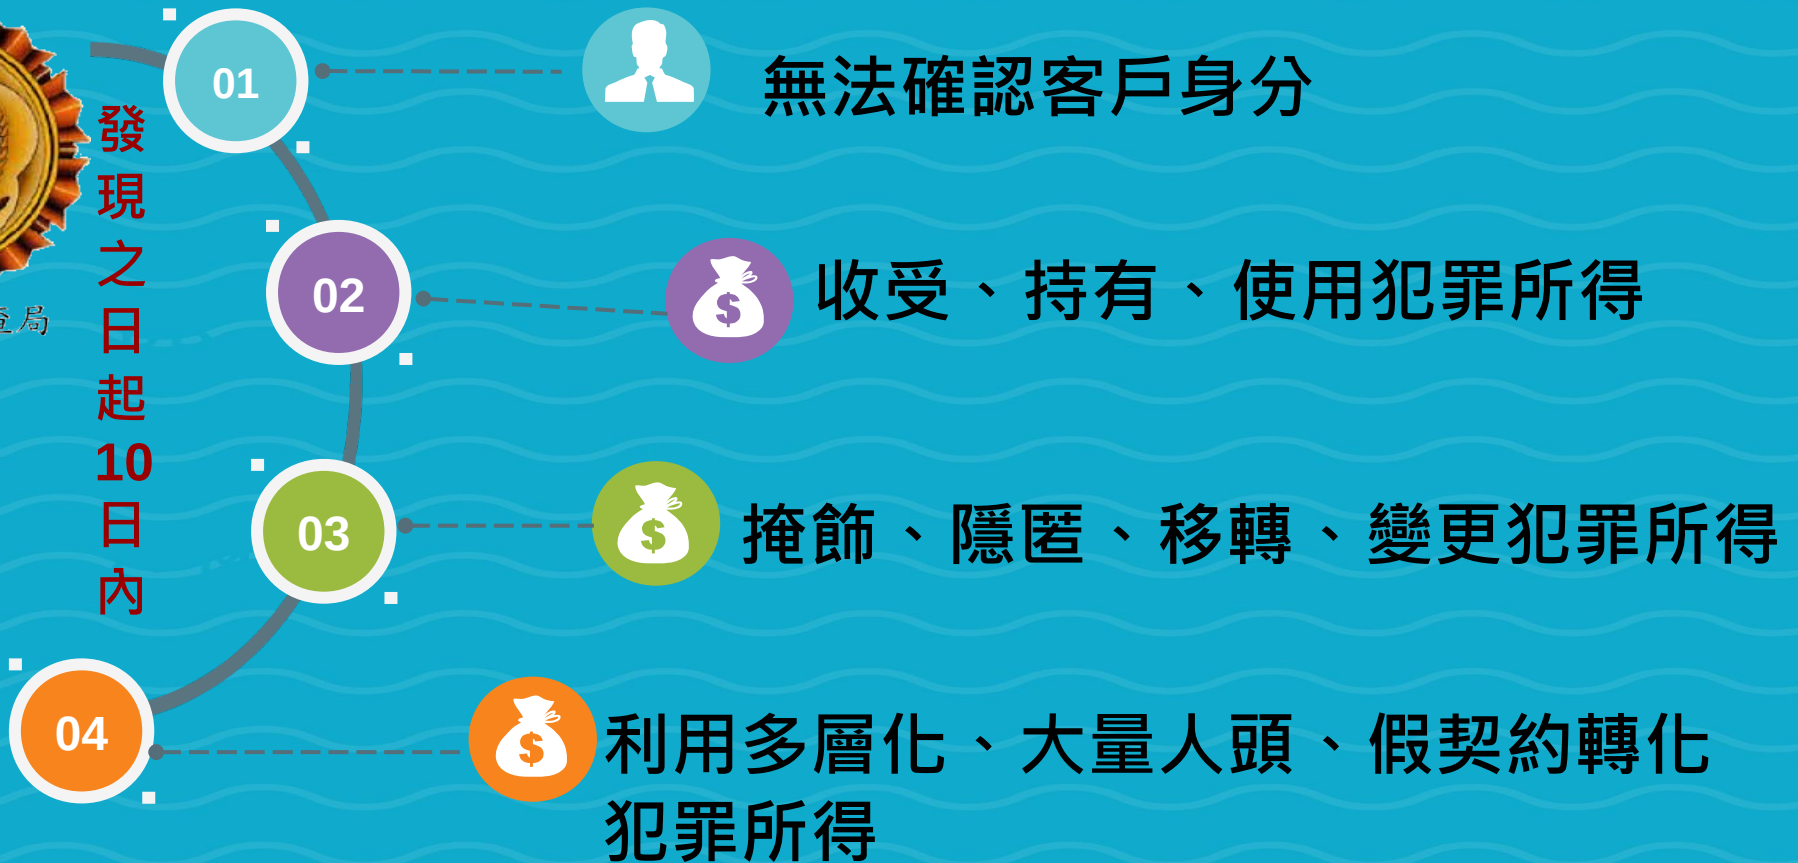 發
現
之
日
起
10
日
內
01
無法確認客戶身分
02
收受、持有、使用犯罪所得
03
掩飾、隱匿、移轉、變更犯罪所得
04
利用多層化、大量人頭、假契約轉化
犯罪所得
局